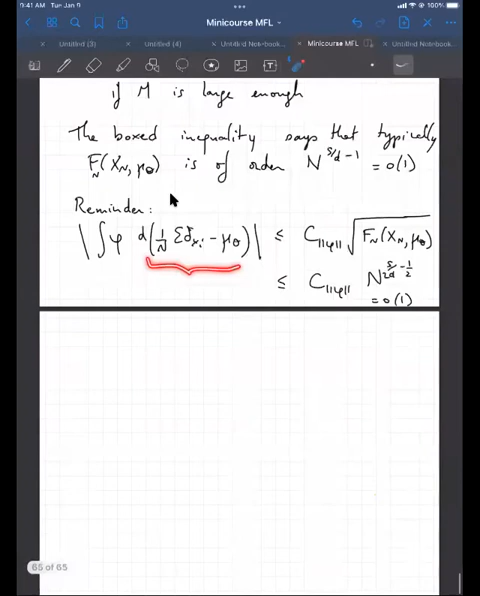 9:41 AM Tue Jan 9
100%
Minicourse MFL
Untitled (3)
Untitled (4)
Untitled Notebook...
Minicourse MFL
Untitled Notebook...
if M is large enough
The boxed inequality says that typically
F_N(X_N, μ_θ) is of order N^{s/d - 1} = o(1)
Reminder:
|∫ φ d(1/N Σ δ_{x_i} - μ_θ)| ≤ C_{||φ||} √F_N(X_N, μ_θ)
≤ C_{||φ||} N^{s/2d - 1/2}
= o(1)
65 of 65